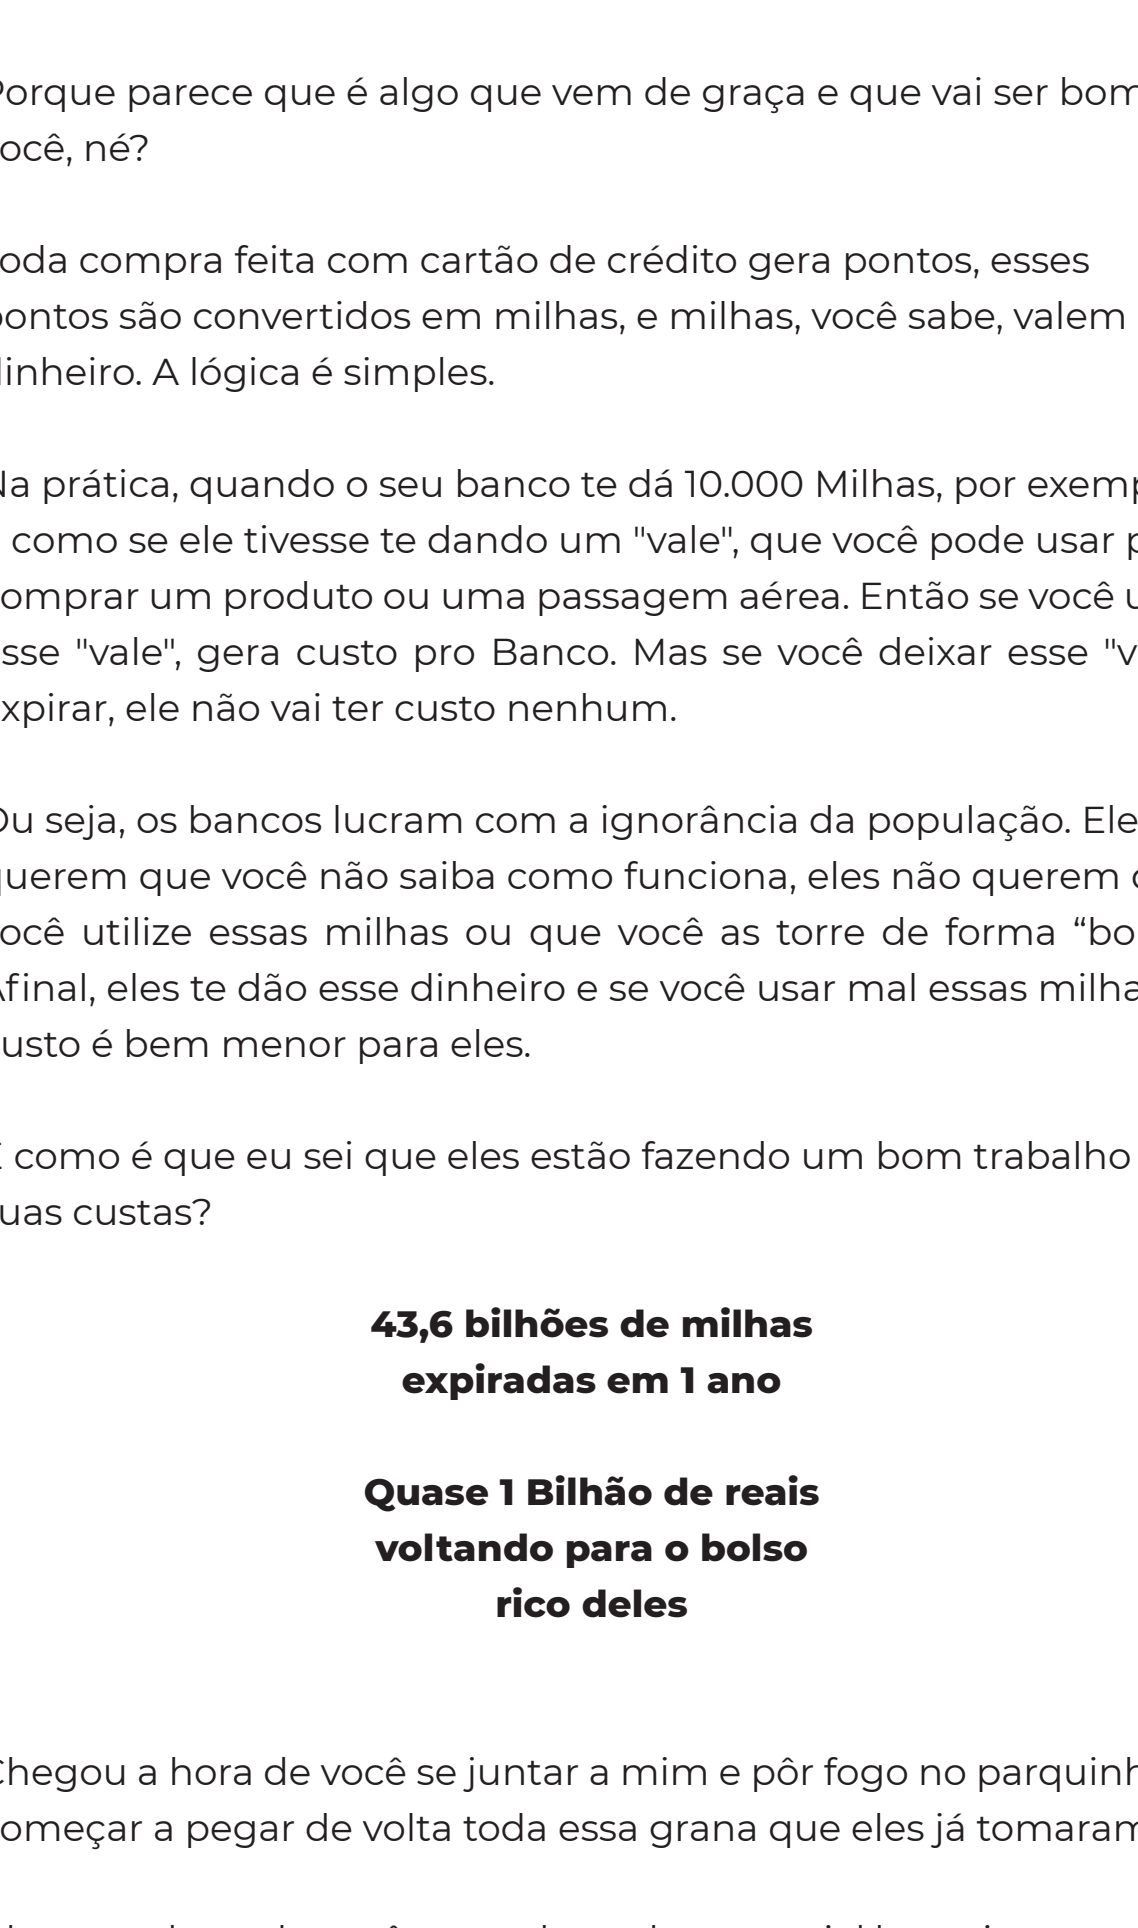 Porque parece que é algo que vem de graça e que vai ser bom
ocê, né?
oda compra feita com cartão de crédito gera pontos, esses
pontos são convertidos em milhas, e milhas, você sabe, valem
dinheiro. A lógica é simples.
Na prática, quando o seu banco te dá 10.000 Milhas, por exemp
como se ele tivesse te dando um "vale", que você pode usar p
omprar um produto ou uma passagem aérea. Então se você u
sse "vale", gera custo pro Banco. Mas se você deixar esse "v
xpirar, ele não vai ter custo nenhum.
Ou seja, os bancos lucram com a ignorância da população. Ele
querem que você não saiba como funciona, eles não querem
ocê utilize essas milhas ou que você as torre de forma “bo
Afinal, eles te dão esse dinheiro e se você usar mal essas milha
usto é bem menor para eles.
E como é que eu sei que eles estão fazendo um bom trabalho
uas custas?
43,6 bilhões de milhas
expiradas em 1 ano
Quase 1 Bilhão de reais
voltando para o bolso
rico deles
Chegou a hora de você se juntar a mim e pôr fogo no parquinh
omeçar a pegar de volta toda essa grana que eles já tomaram